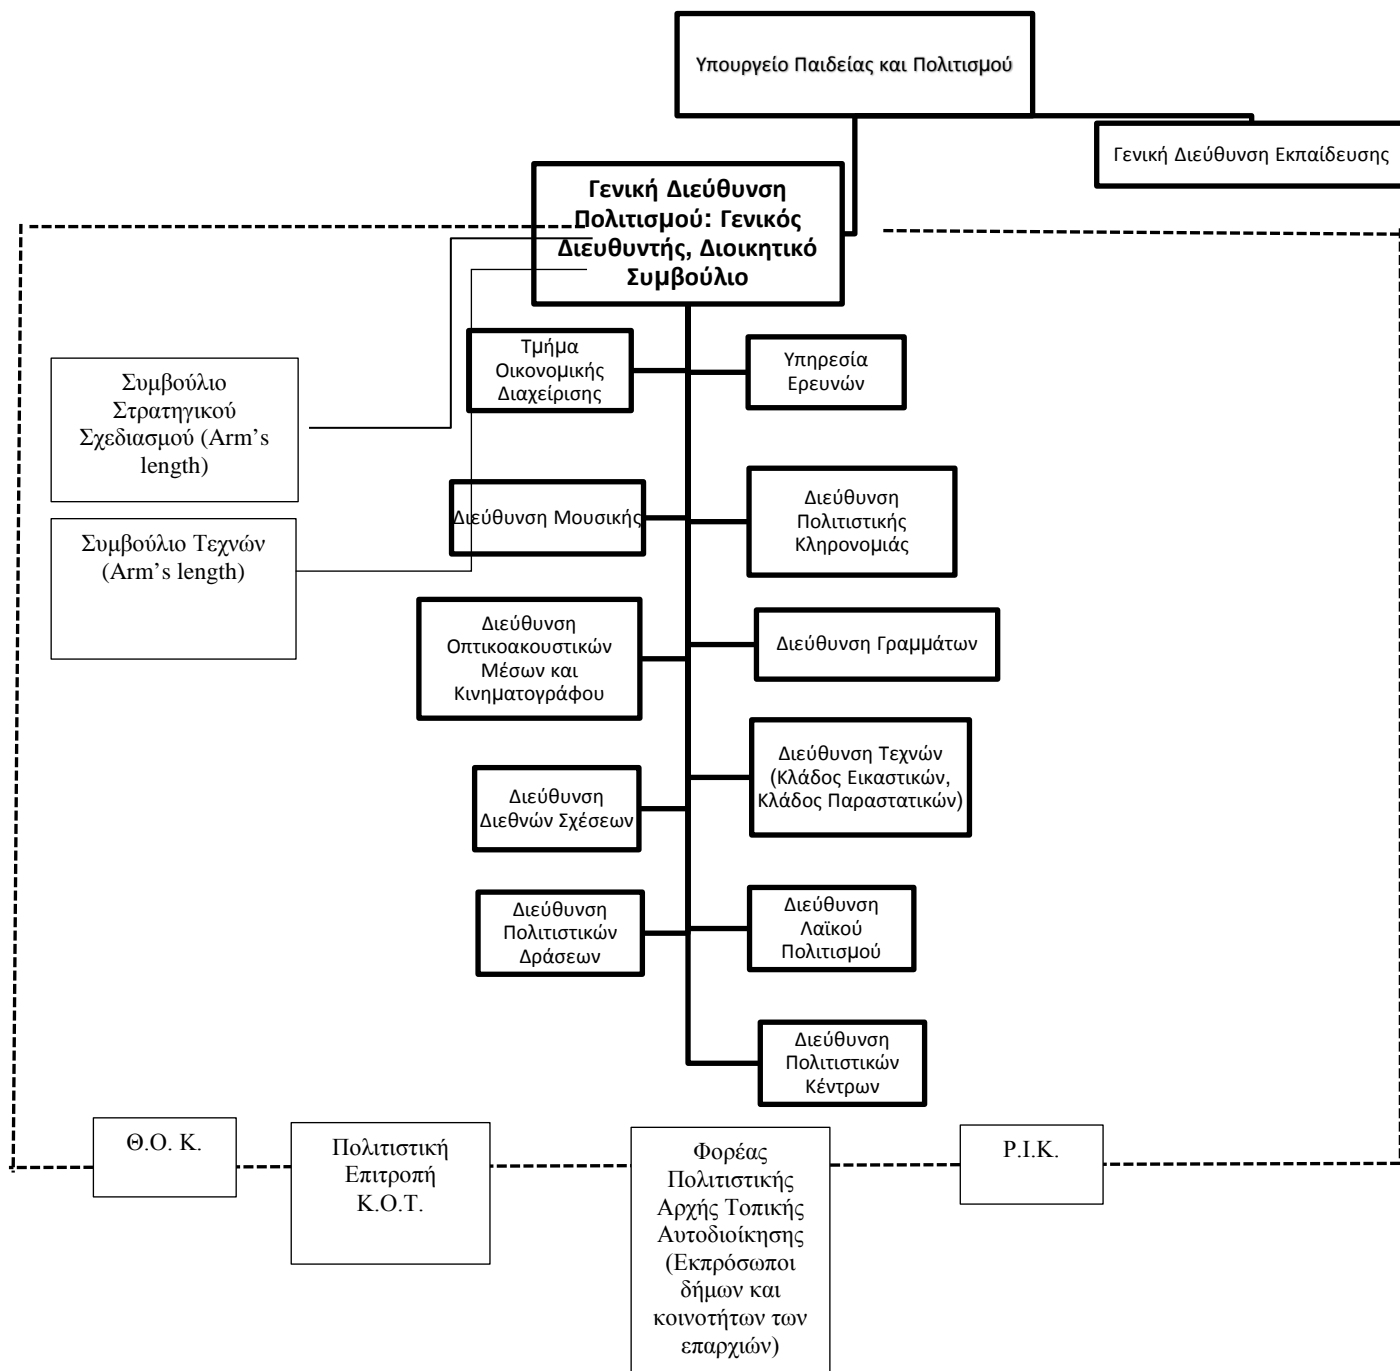 Υπουργείο Παιδείας και Πολιτισμού
Γενική Διεύθυνση Εκπαίδευσης
Γενική Διεύθυνση
Πολιτισμού: Γενικός
Διευθυντής, Διοικητικό
Συμβούλιο
Τμήμα
Οικονομικής
Διαχείρισης
Υπηρεσία
Ερευνών
Συμβούλιο
Στρατηγικού
Σχεδιασμού (Arm’s
length)
Διεύθυνση Μουσικής
Διεύθυνση
Πολιτιστικής
Κληρονομιάς
Συμβούλιο Τεχνών
(Arm’s length)
Διεύθυνση
Οπτικοακουστικών
Μέσων και
Κινηματογράφου
Διεύθυνση Γραμμάτων
Διεύθυνση Τεχνών
(Κλάδος Εικαστικών,
Κλάδος Παραστατικών)
Διεύθυνση
Διεθνών Σχέσεων
Διεύθυνση
Πολιτιστικών
Δράσεων
Διεύθυνση
Λαϊκού
Πολιτισμού
Διεύθυνση
Πολιτιστικών
Κέντρων
Θ.Ο. Κ.
Πολιτιστική
Επιτροπή
Κ.Ο.Τ.
Φορέας
Πολιτιστικής
Αρχής Τοπικής
Αυτοδιοίκησης
(Εκπρόσωποι
δήμων και
κοινοτήτων των
επαρχιών)
Ρ.Ι.Κ.